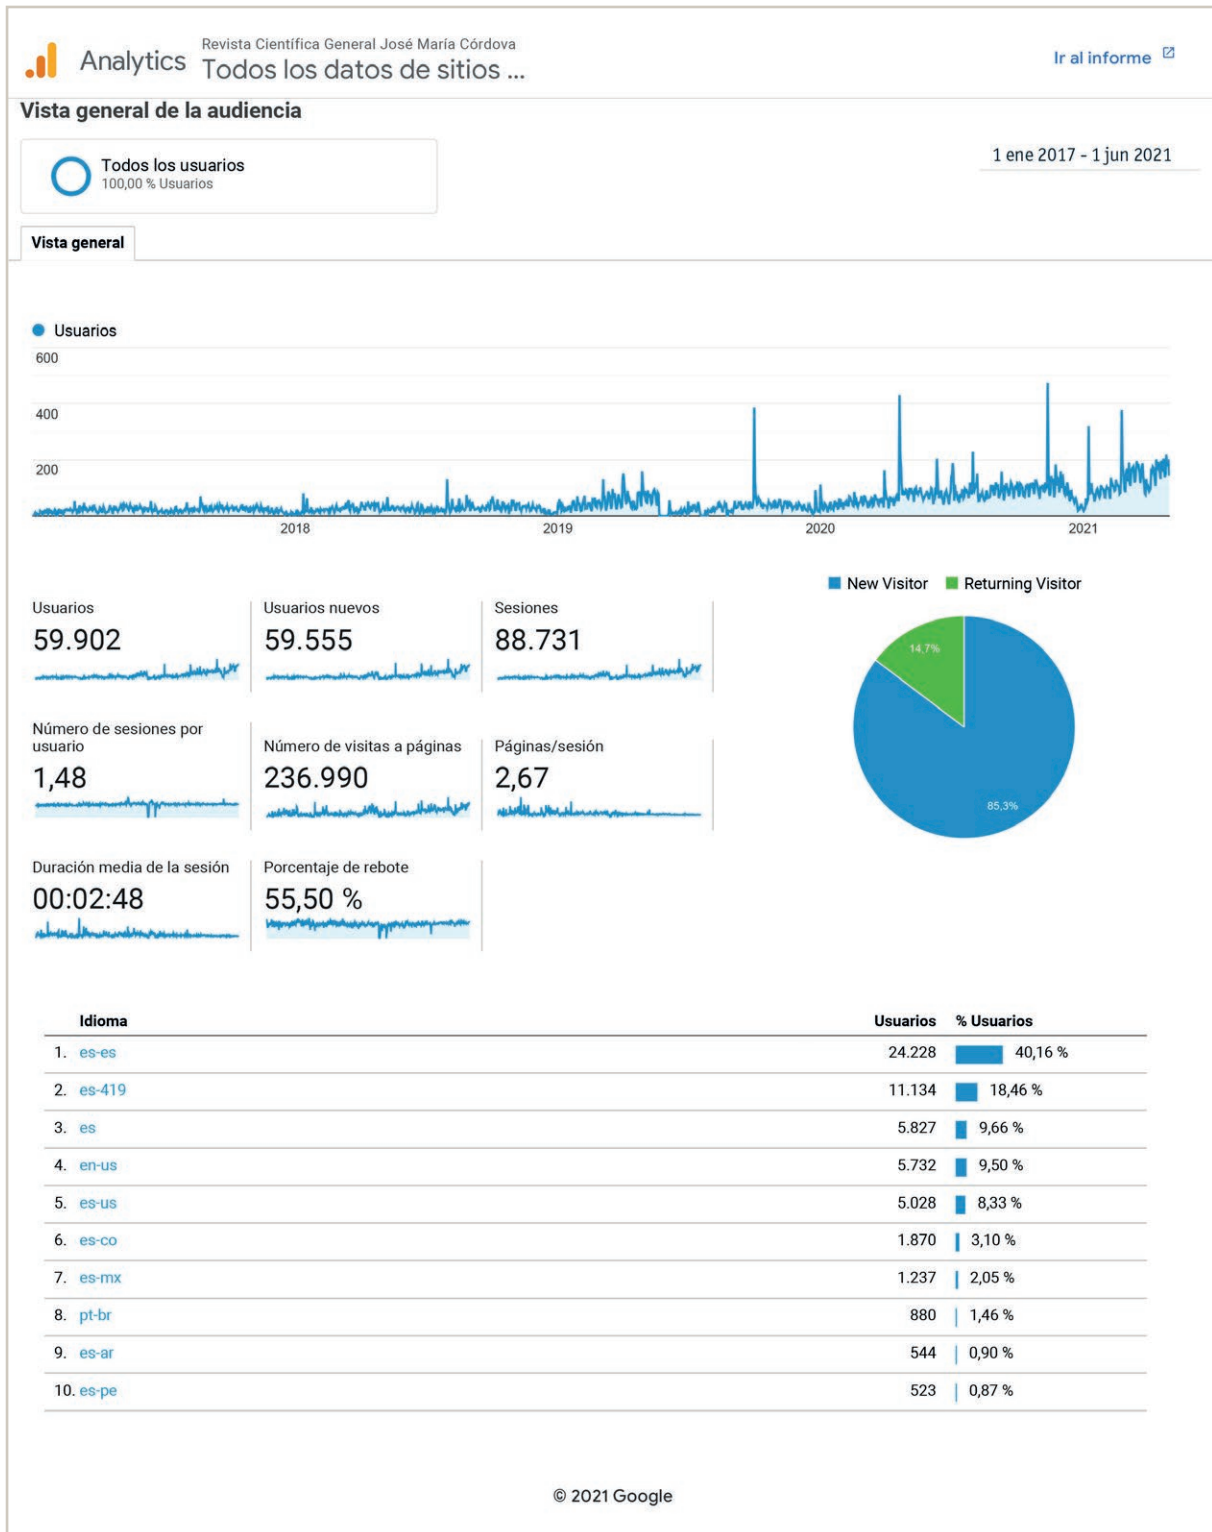 Analytics
Revista Científica General José María Córdova
Todos los datos de sitios ...
Ir al informe
Vista general de la audiencia
Todos los usuarios
100,00 % Usuarios
1 ene 2017 - 1 jun 2021
Vista general
Usuarios
600
400
200
2018 2019 2020 2021
New Visitor Returning Visitor
14,7%
85,3%
Usuarios
59.902
Usuarios nuevos
59.555
Sesiones
88.731
Número de sesiones por
usuario
1,48
Número de visitas a páginas
236.990
Páginas/sesión
2,67
Duración media de la sesión
00:02:48
Porcentaje de rebote
55,50 %
Idioma Usuarios % Usuarios
1. es-es 24.228 40,16 %
2. es-419 11.134 18,46 %
3. es 5.827 9,66 %
4. en-us 5.732 9,50 %
5. es-us 5.028 8,33 %
6. es-co 1.870 3,10 %
7. es-mx 1.237 2,05 %
8. pt-br 880 1,46 %
9. es-ar 544 0,90 %
10. es-pe 523 0,87 %
© 2021 Google